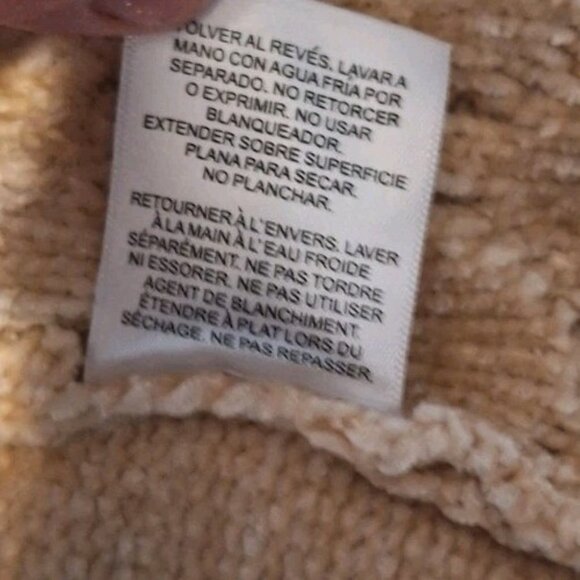 OLVER AL REVÉS. LAVAR A
MANO CON AGUA FRÍA POR
SEPARADO. NO RETORCER
O EXPRIMIR. NO USAR
BLANQUEADOR.
EXTENDER SOBRE SUPERFICIE
PLANA PARA SECAR.
NO PLANCHAR.
RETOURNER À L'ENVERS. LAVER
À LA MAIN À L'EAU FROIDE
SÉPARÉMENT. NE PAS TORDRE
NI ESSORER. NE PAS UTILISER
AGENT DE BLANCHIMENT.
ÉTENDRE À PLAT LORS DU
SÉCHAGE. NE PAS REPASSER.